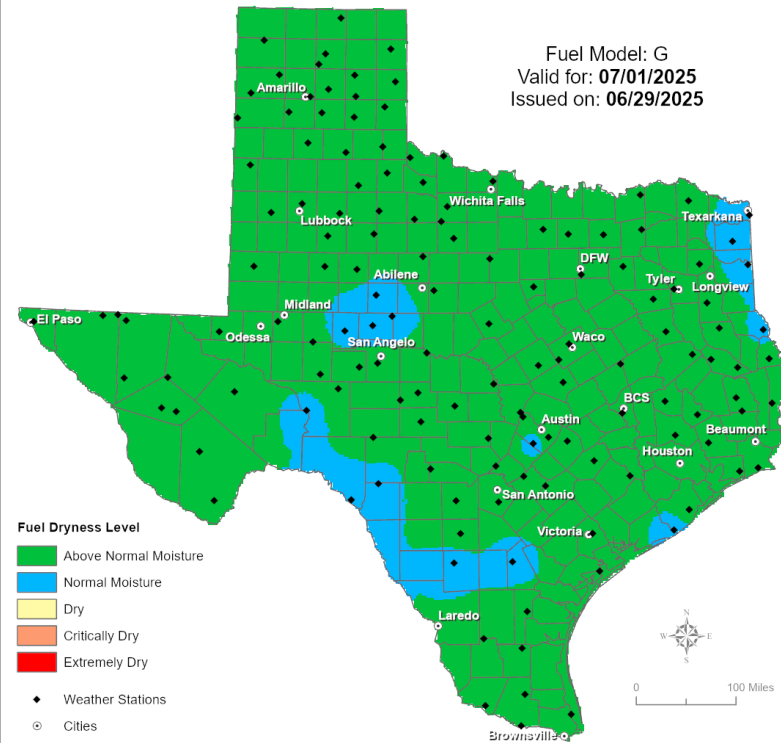 Fuel Model: G
Valid for: 07/01/2025
Issued on: 06/29/2025
Amarillo
Wichita Falls
Texarkana
Lubbock
DFW
Abilene
Tyler
Longview
Midland
El Paso
Odessa
Waco
San Angelo
BCS
Austin
Beaumont
Houston
San Antonio
Victoria
Fuel Dryness Level
Above Normal Moisture
Normal Moisture
Dry
Critically Dry
Extremely Dry
Weather Stations
Cities
Laredo
N
W E
S
0 100 Miles
Brownsville